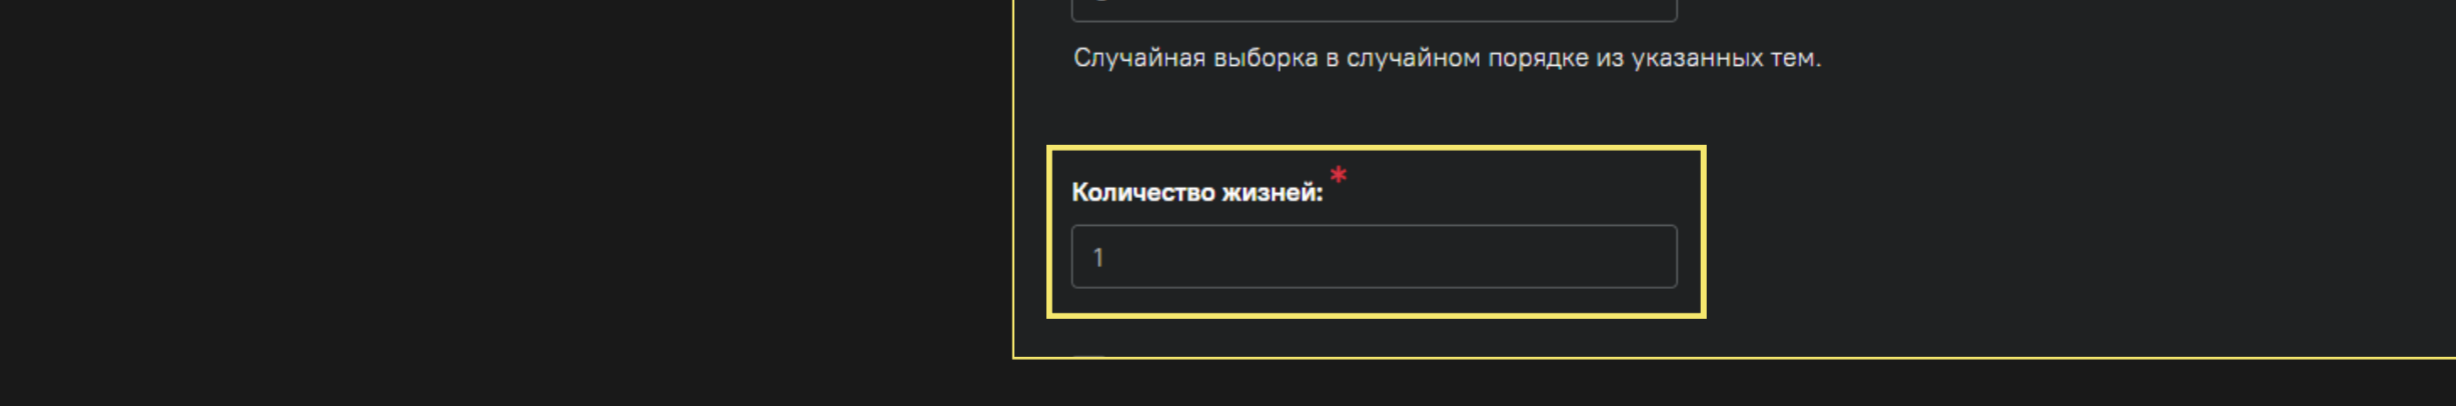 Случайная выборка в случайном порядке из указанных тем.
Количество жизней: *
1